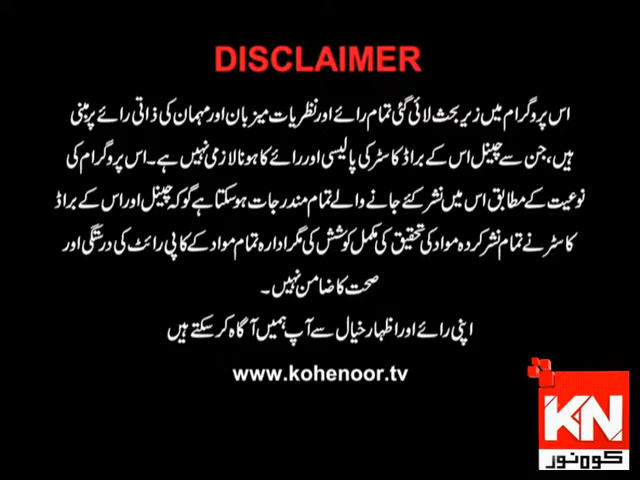 DISCLAIMER
اس پروگرام میں زیر بحث لائی گئی تمام رائے اور نظریات میزبان اور مہمان کی ذاتی رائے پر مبنی
ہیں، جن سے چینل اس کے براڈ کاسٹر کی پالیسی اور رائے کا ہونا لازمی نہیں ہے۔ اس پروگرام کی
نوعیت کے مطابق اس میں نشر کئے جانے والے تمام مندرجات ہو سکتا ہے گو کہ چینل اور اس کے براڈ
کاسٹر نے تمام نشر کردہ مواد کی تحقیق کی مکمل کوشش کی مگر ادارہ تمام مواد کے کاپی رائٹ کی درستگی اور
صحت کا ضامن نہیں۔
اپنی رائے اور اظہار خیال سے آپ ہمیں آگاہ کر سکتے ہیں
www.kohenoor.tv
KN
کوہ نور